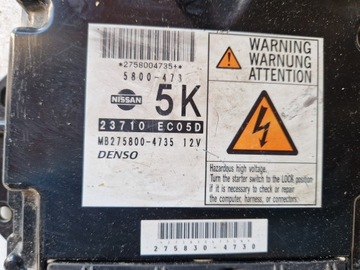 *2758004735+*
5800-473
NISSAN
5K
23710 EC05D
MB275800-4735 12V
DENSO
WARNING
WARNUNG
ATTENTION
Hazardous high voltage.
Turn the starter switch to the LOCK position
if it is necessary to check or repair the
computer, harness, or connectors.
275830-4730